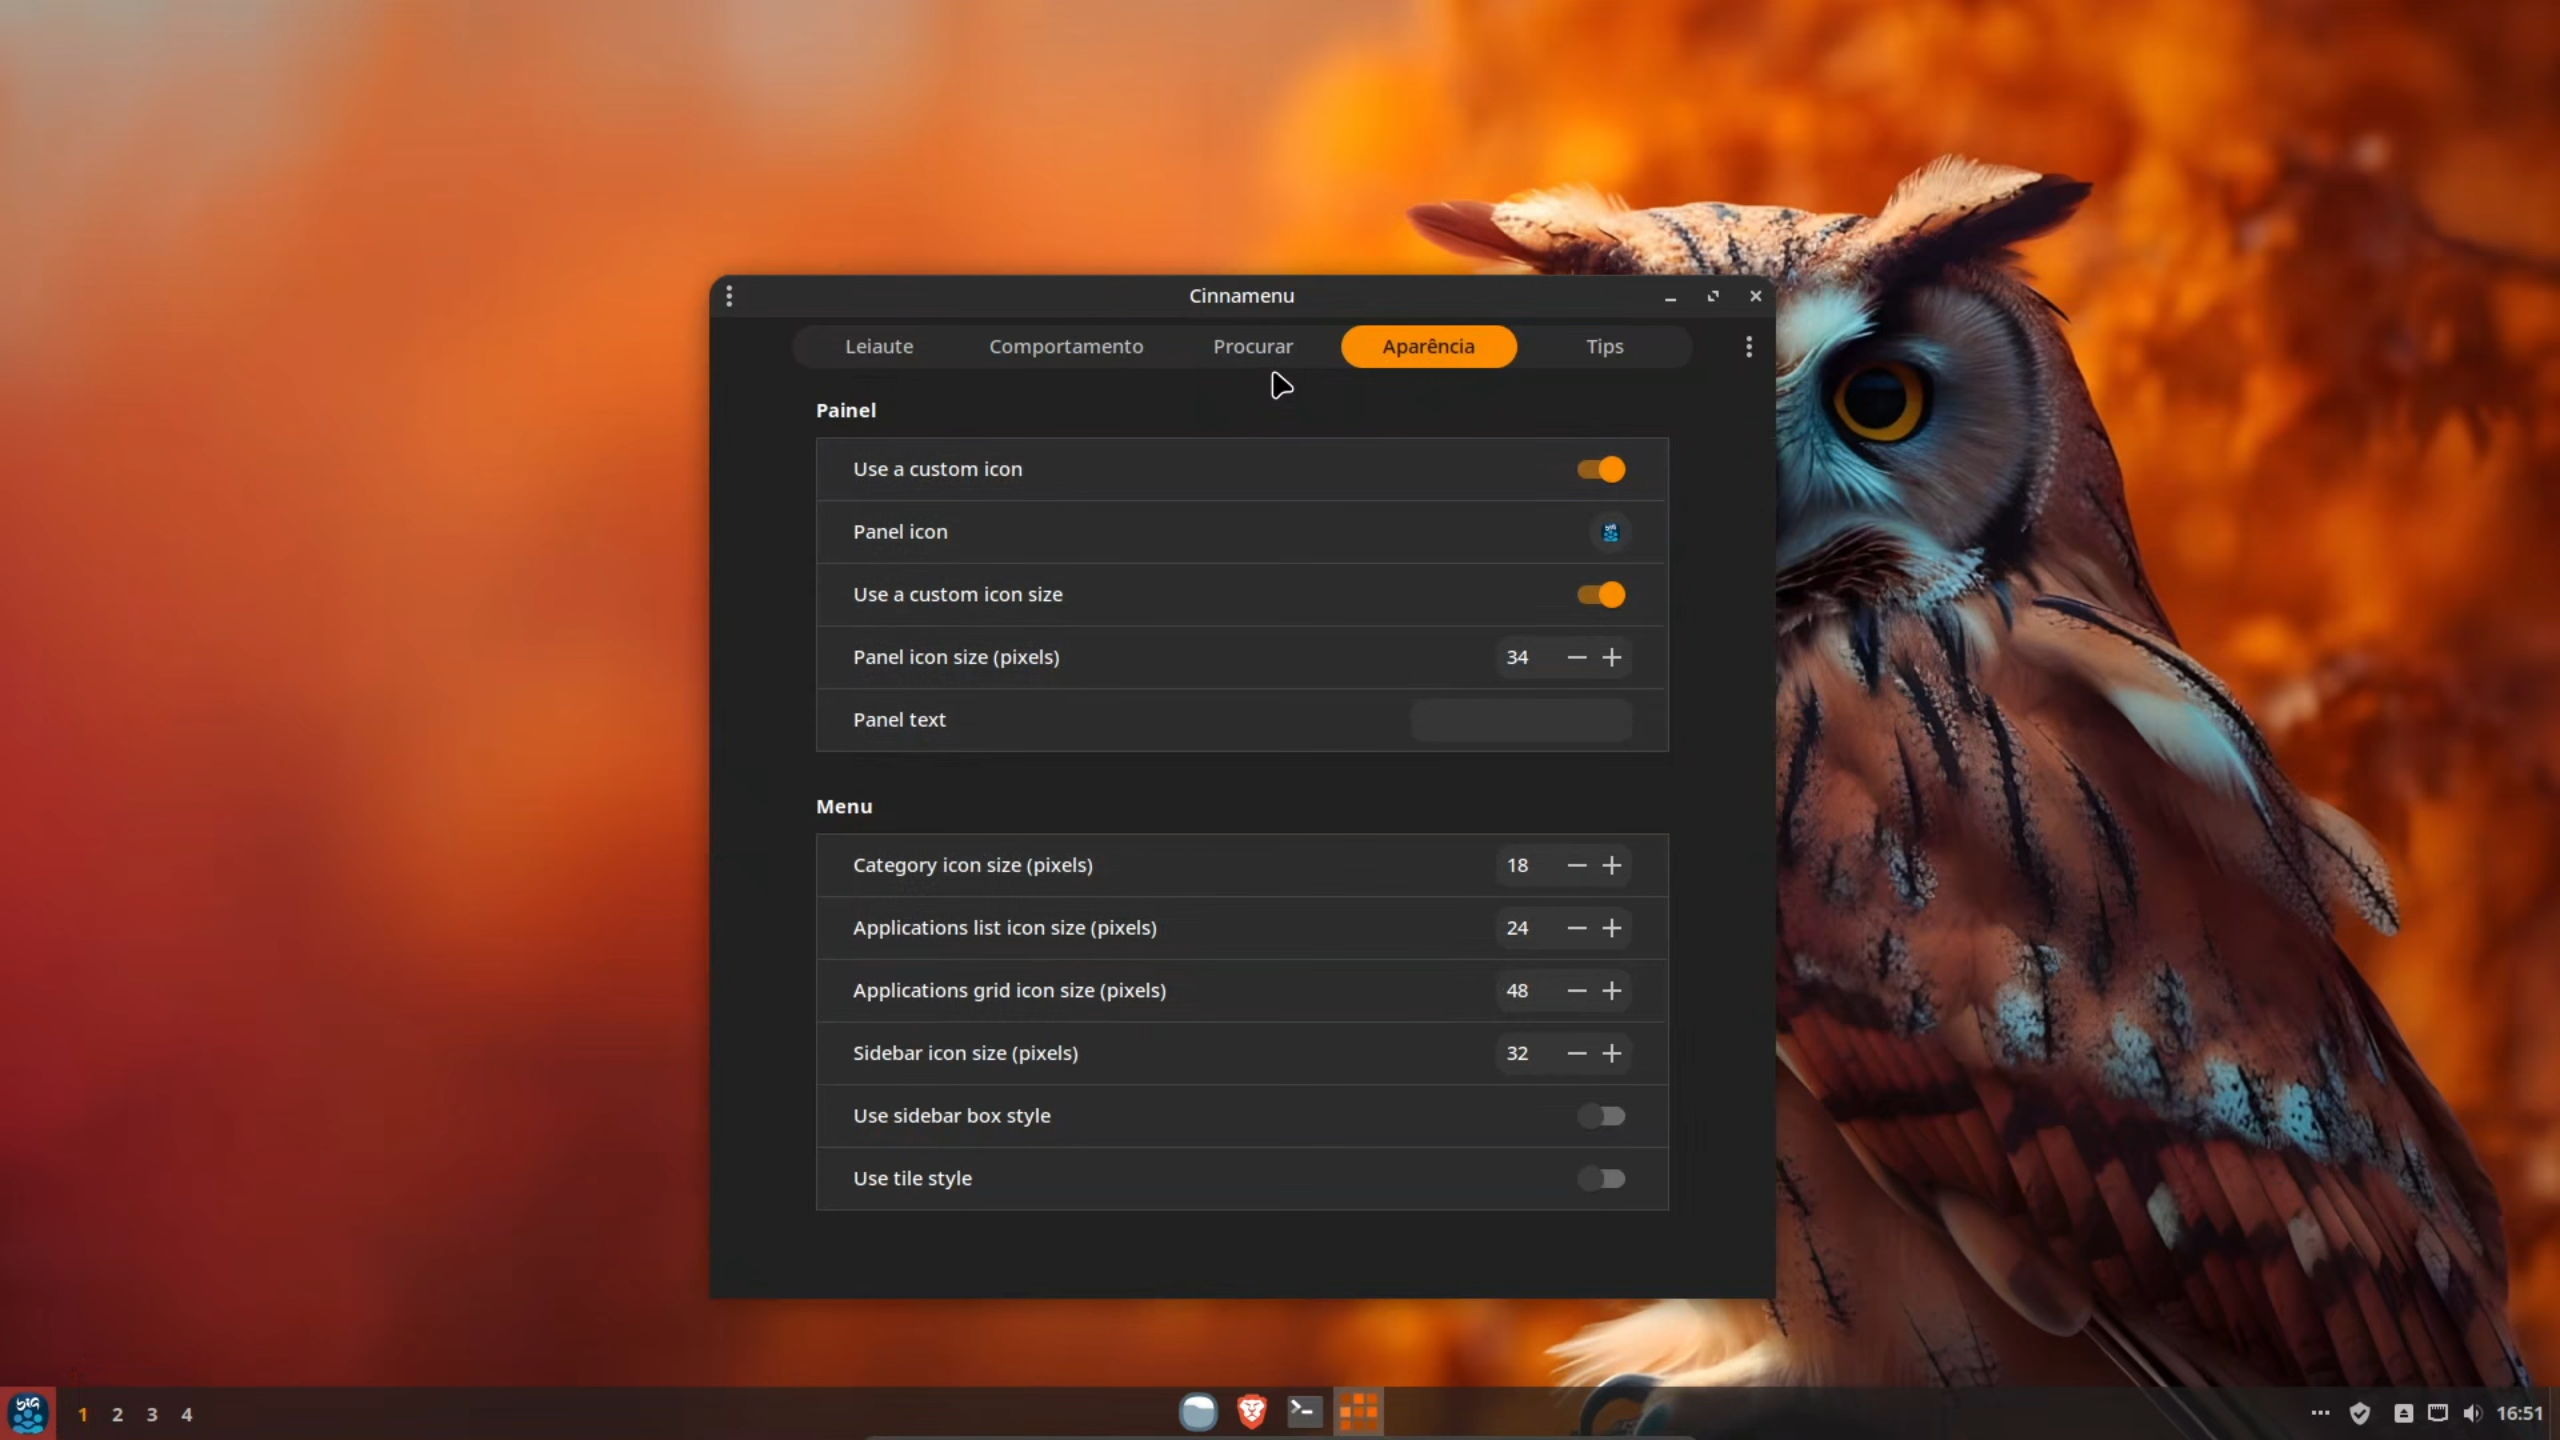 Cinnamenu
Leiaute Comportamento Procurar Aparência Tips
Painel
Use a custom icon
Panel icon
Use a custom icon size
Panel icon size (pixels) 34
Panel text
Menu
Category icon size (pixels) 18
Applications list icon size (pixels) 24
Applications grid icon size (pixels) 48
Sidebar icon size (pixels) 32
Use sidebar box style
Use tile style
BIG 1 2 3 4 16:51